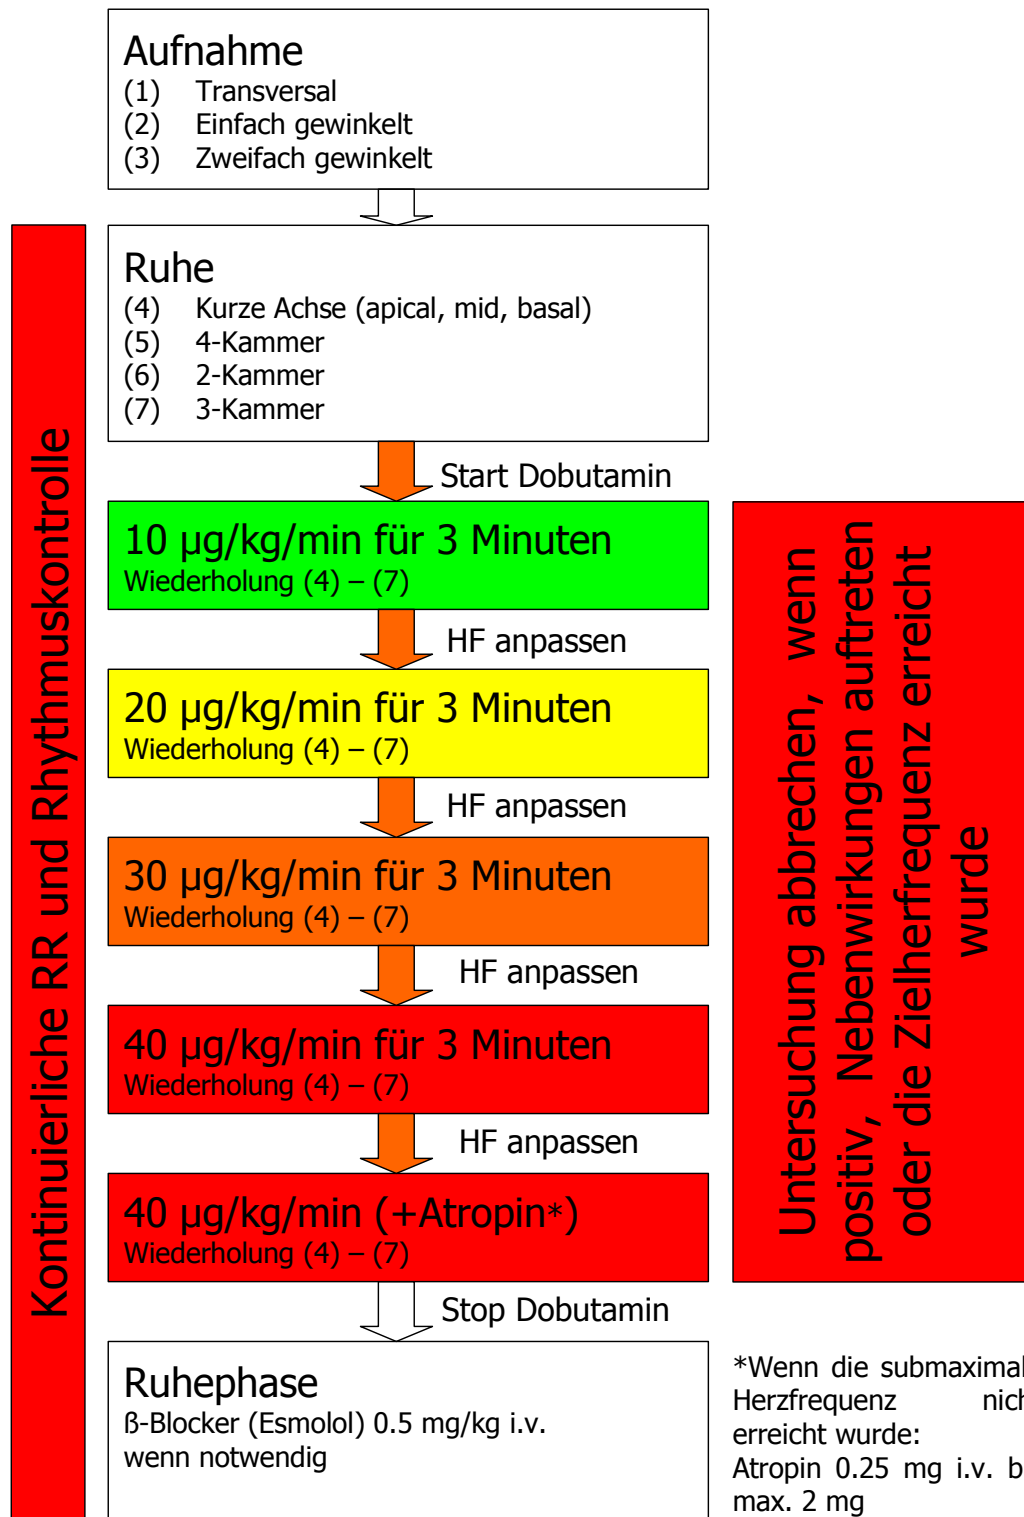 Aufnahme
(1) Transversal
(2) Einfach gewinkelt
(3) Zweifach gewinkelt
Kontinuierliche RR und Rhythmuskontrolle
Ruhe
(4) Kurze Achse (apical, mid, basal)
(5) 4-Kammer
(6) 2-Kammer
(7) 3-Kammer
Start Dobutamin
10 µg/kg/min für 3 Minuten
Wiederholung (4) – (7)
HF anpassen
20 µg/kg/min für 3 Minuten
Wiederholung (4) – (7)
HF anpassen
30 µg/kg/min für 3 Minuten
Wiederholung (4) – (7)
HF anpassen
40 µg/kg/min für 3 Minuten
Wiederholung (4) – (7)
HF anpassen
40 µg/kg/min (+Atropin*)
Wiederholung (4) – (7)
Untersuchung abbrechen, wenn
positiv, Nebenwirkungen auftreten
oder die Zielherfrequenz erreicht
wurde
Stop Dobutamin
Ruhephase
ß-Blocker (Esmolol) 0.5 mg/kg i.v.
wenn notwendig
*Wenn die
Herzfrequenz
erreicht wurde:
Atropin 0.25 mg i.v.
max. 2 mg